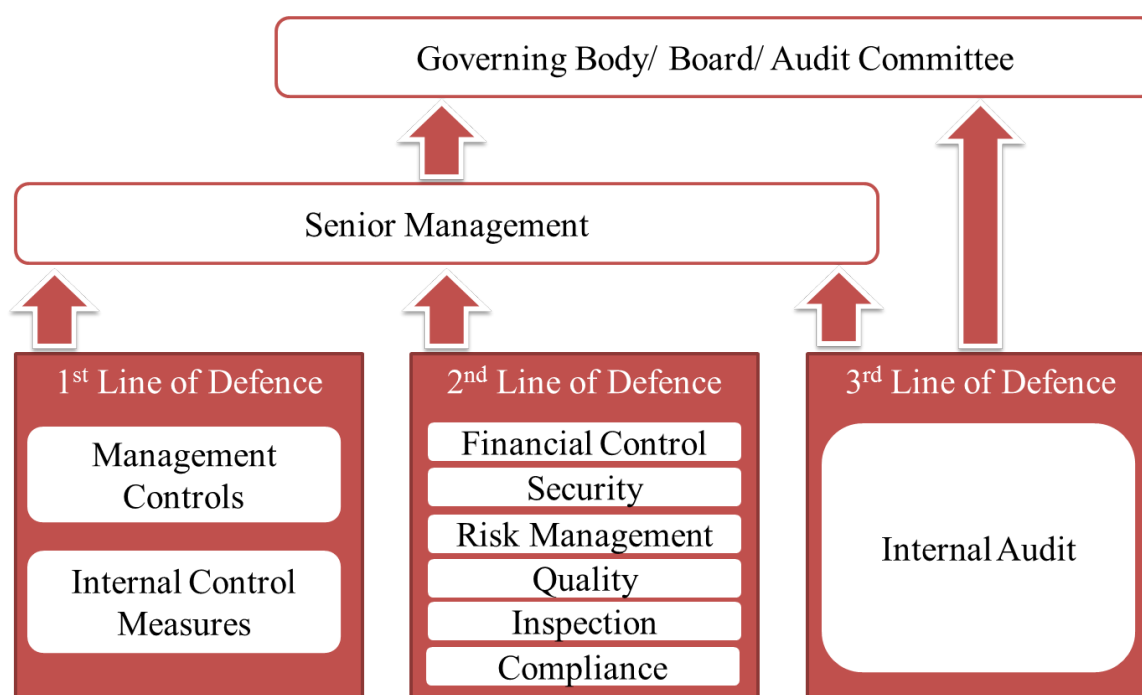 Governing Body/ Board/ Audit Committee
Senior Management
1st Line of Defence
Management
Controls
Internal Control
Measures
2nd Line of Defence
Financial Control
Security
Risk Management
Quality
Inspection
Compliance
3rd Line of Defence
Internal Audit